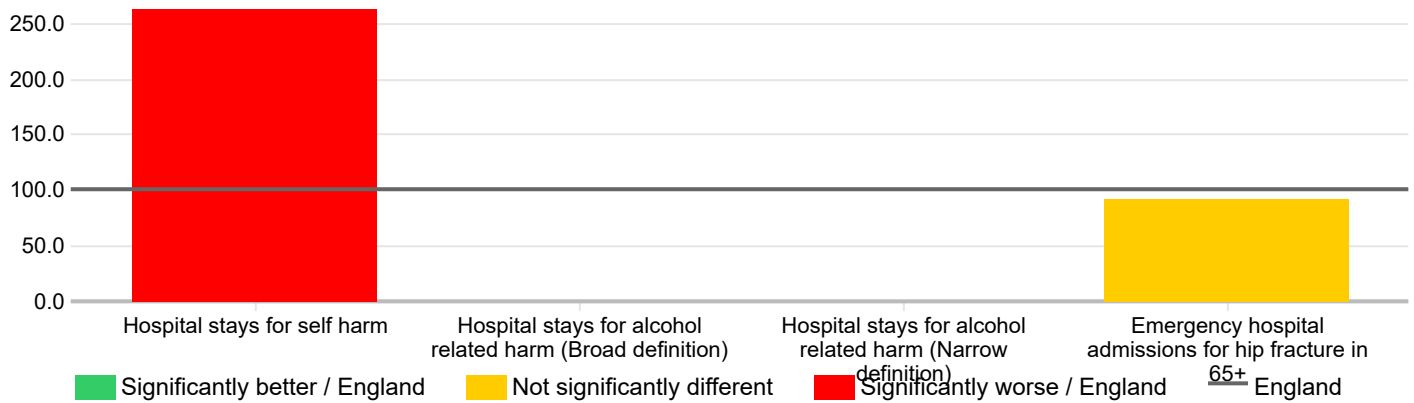 250.0
200.0
150.0
100.0
50.0
0.0
Hospital stays for self harm
Hospital stays for alcohol
related harm (Broad definition)
Hospital stays for alcohol
related harm (Narrow
definition)
Emergency hospital
admissions for hip fracture in
65+
Significantly better / England
Not significantly different
Significantly worse / England
England